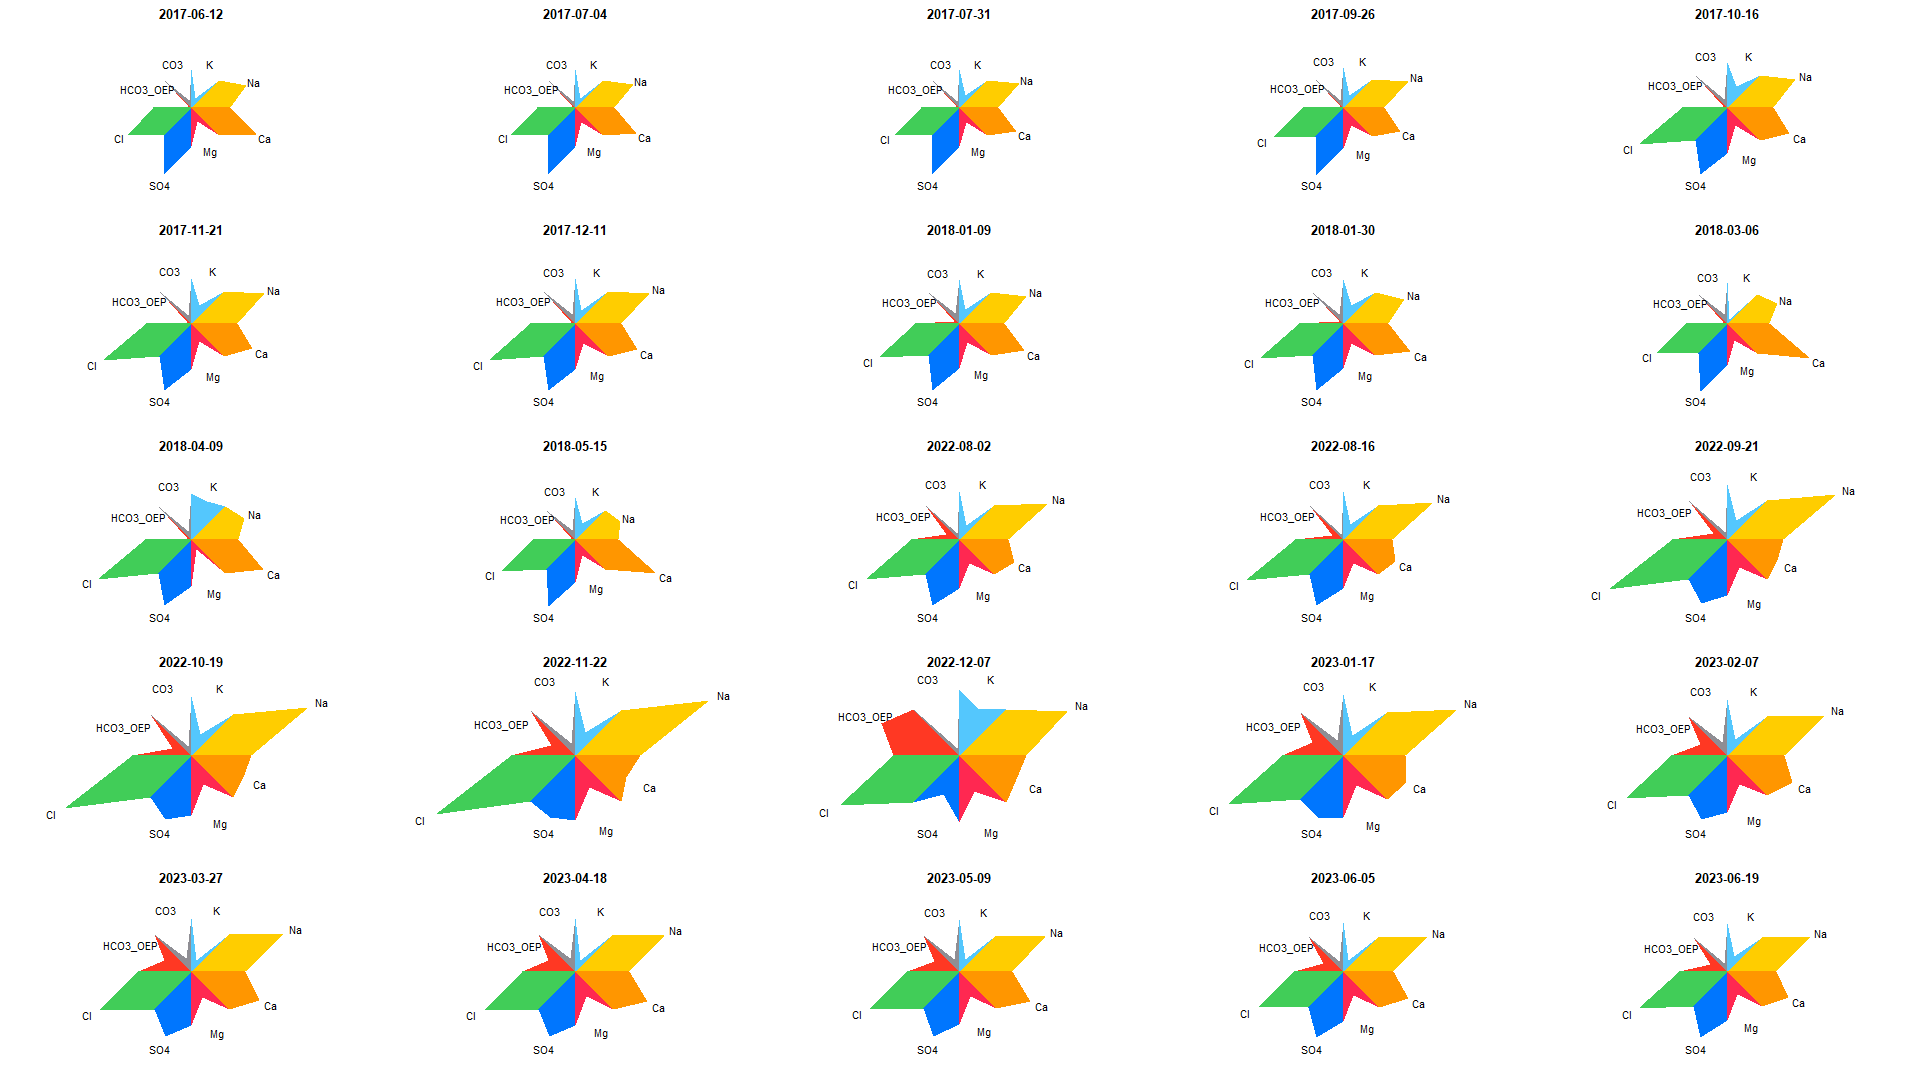 2017-06-12 2017-07-04 2017-07-31 2017-09-26 2017-10-16
CO3 K Na HCO3_OEP Cl Ca Mg SO4
CO3 K Na HCO3_OEP Cl Ca Mg SO4
CO3 K Na HCO3_OEP Cl Ca Mg SO4
CO3 K Na HCO3_OEP Cl Ca Mg SO4
CO3 K Na HCO3_OEP Cl Ca Mg SO4
2017-11-21 2017-12-11 2018-01-09 2018-01-30 2018-03-06
CO3 K Na HCO3_OEP Cl Ca Mg SO4
CO3 K Na HCO3_OEP Cl Ca Mg SO4
CO3 K Na HCO3_OEP Cl Ca Mg SO4
CO3 K Na HCO3_OEP Cl Ca Mg SO4
CO3 K Na HCO3_OEP Cl Ca Mg SO4
2018-04-09 2018-05-15 2022-08-02 2022-08-16 2022-09-21
CO3 K Na HCO3_OEP Cl Ca Mg SO4
CO3 K Na HCO3_OEP Cl Ca Mg SO4
CO3 K Na HCO3_OEP Cl Ca Mg SO4
CO3 K Na HCO3_OEP Cl Ca Mg SO4
CO3 K Na HCO3_OEP Cl Ca Mg SO4
2022-10-19 2022-11-22 2022-12-07 2023-01-17 2023-02-07
CO3 K Na HCO3_OEP Cl Ca Mg SO4
CO3 K Na HCO3_OEP Cl Ca Mg SO4
CO3 K Na HCO3_OEP Cl Ca Mg SO4
CO3 K Na HCO3_OEP Cl Ca Mg SO4
CO3 K Na HCO3_OEP Cl Ca Mg SO4
2023-03-27 2023-04-18 2023-05-09 2023-06-05 2023-06-19
CO3 K Na HCO3_OEP Cl Ca Mg SO4
CO3 K Na HCO3_OEP Cl Ca Mg SO4
CO3 K Na HCO3_OEP Cl Ca Mg SO4
CO3 K Na HCO3_OEP Cl Ca Mg SO4
CO3 K Na HCO3_OEP Cl Ca Mg SO4